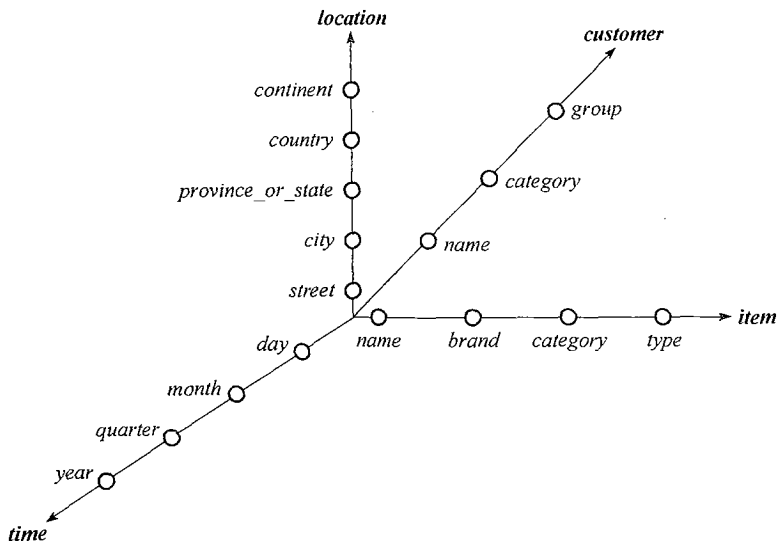 location
customer
continent
group
country
category
province_or_state
city
name
street
item
day
name
brand
category
type
month
quarter
year
time